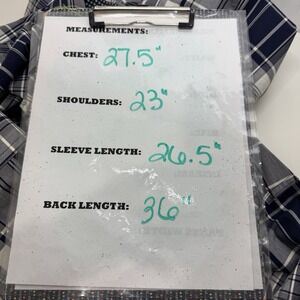 MEASUREMENTS:
CHEST: 27.5"
SHOULDERS: 23"
SLEEVE LENGTH: 26.5"
BACK LENGTH: 36"